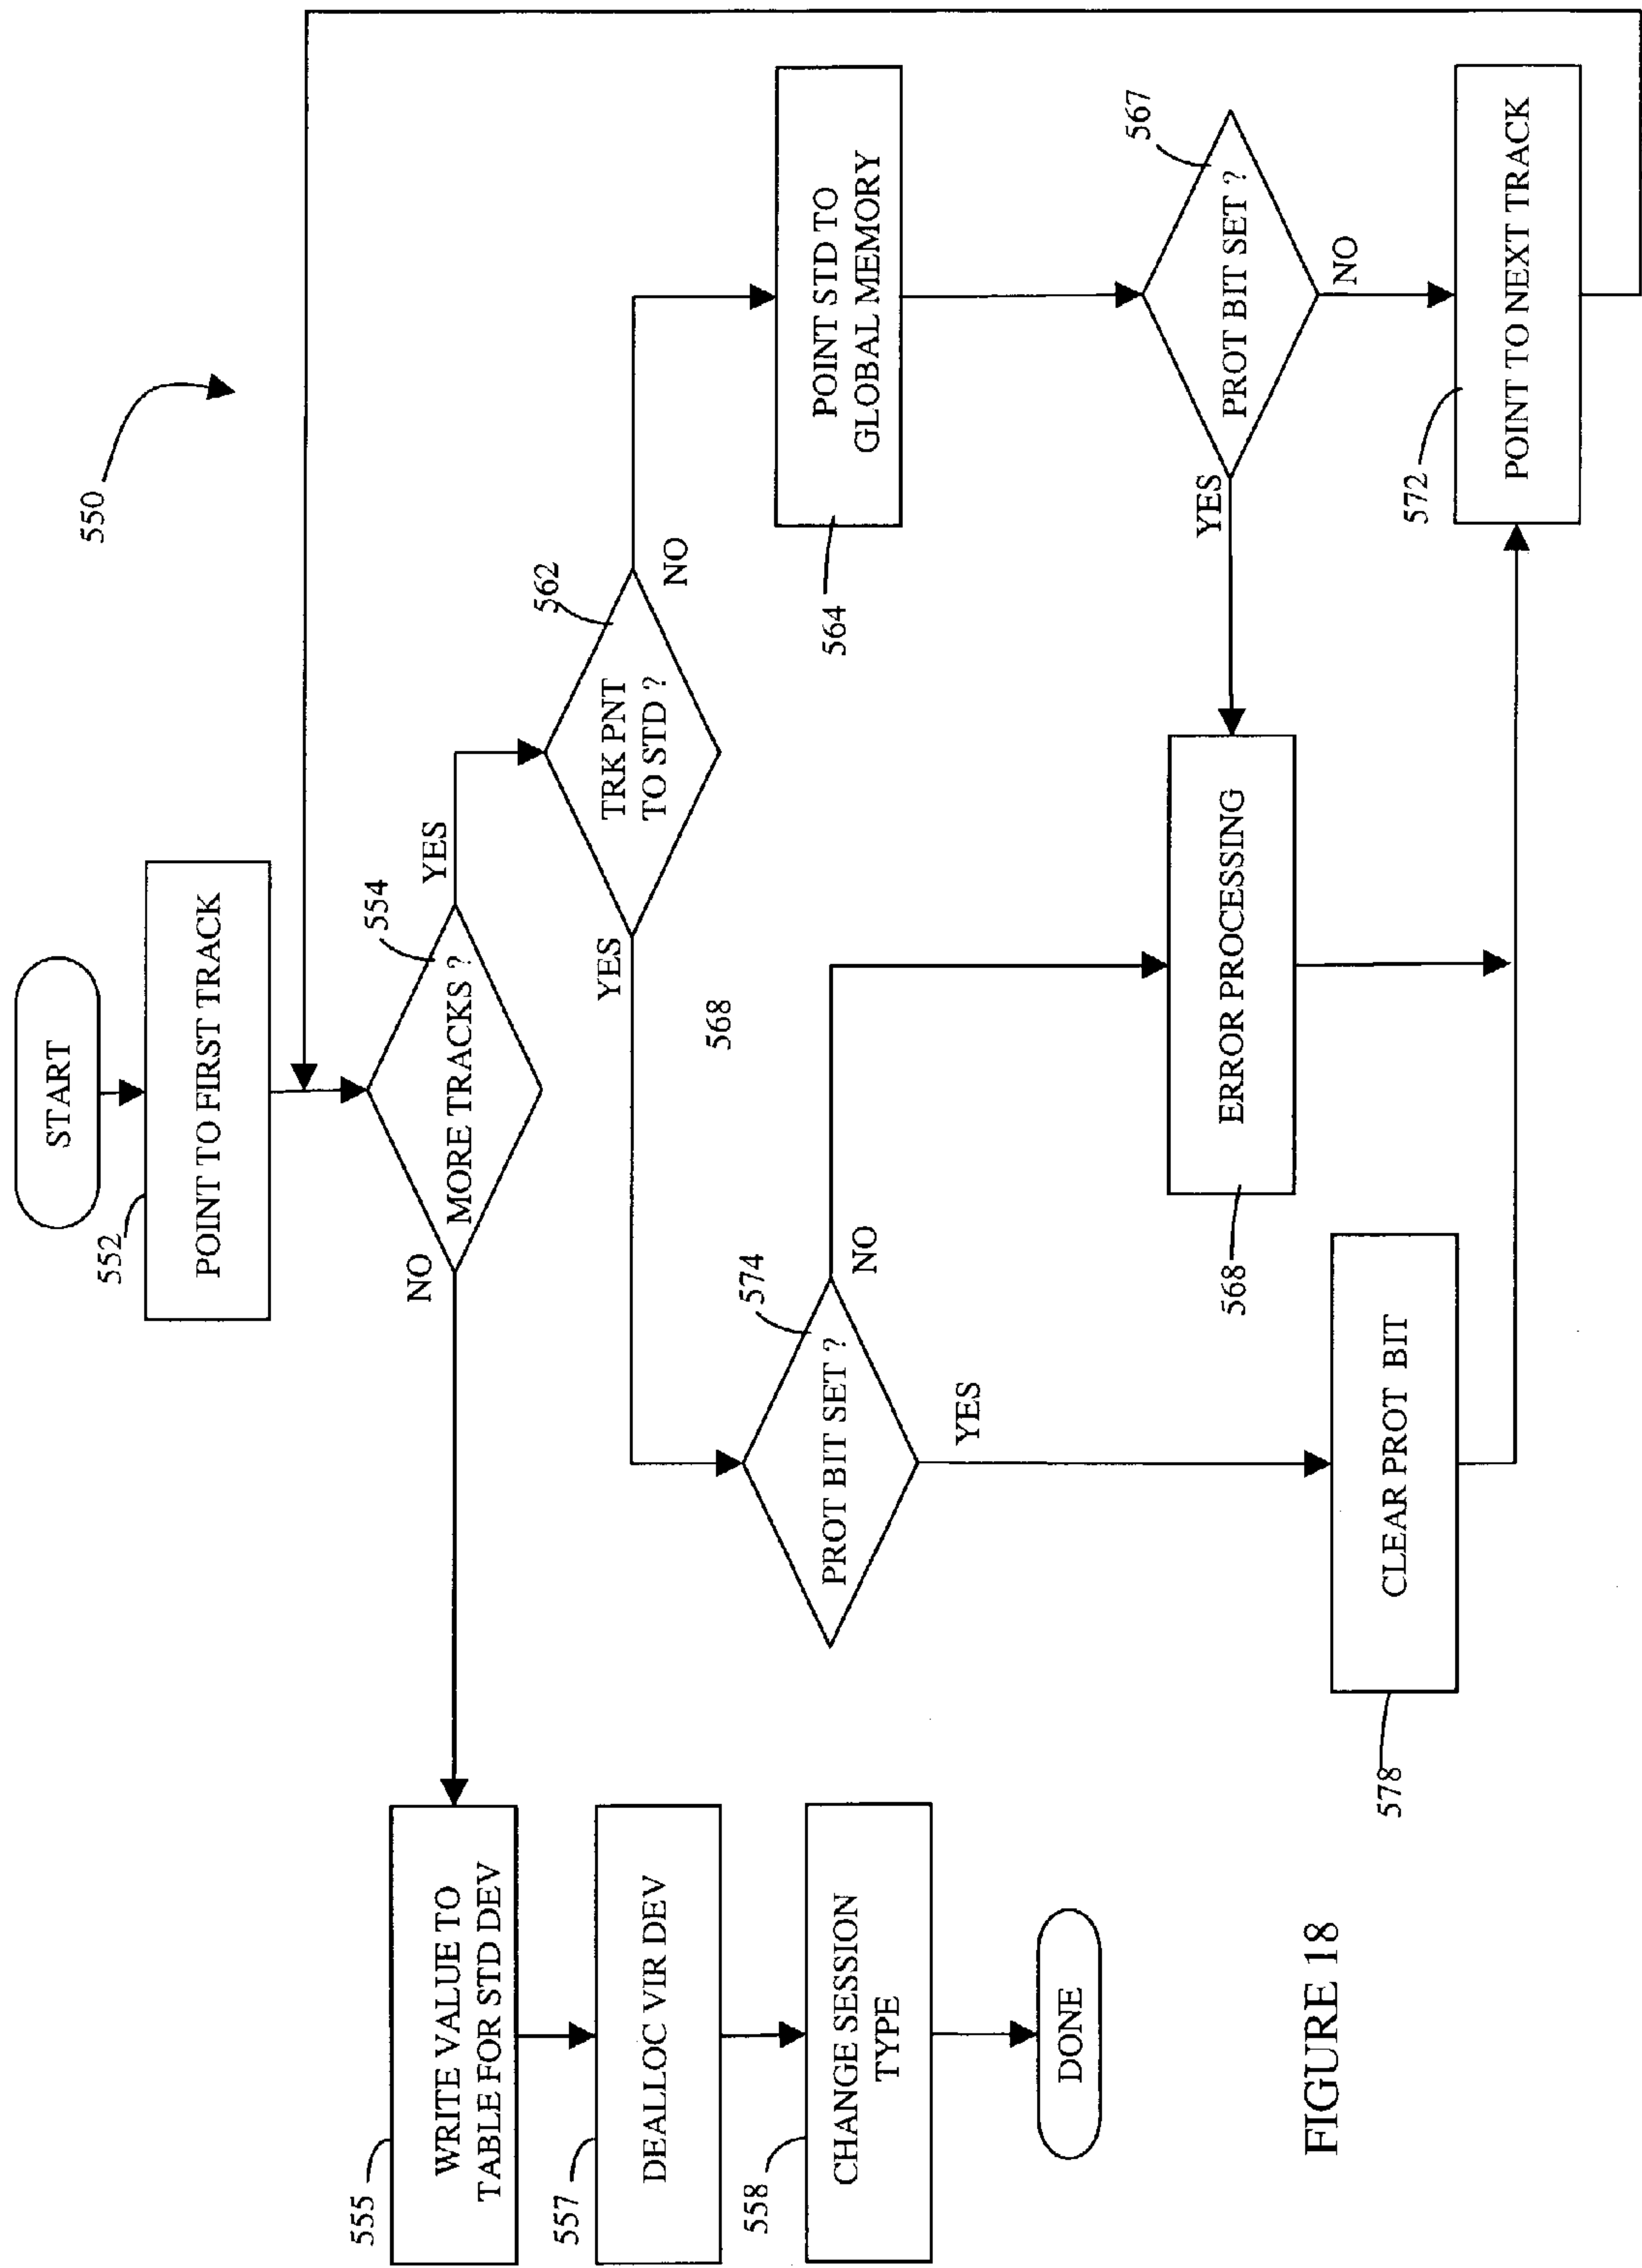 550
START
552
POINT TO FIRST TRACK
554
MORE TRACKS ?
NO
YES
555
WRITE VALUE TO
TABLE FOR STD DEV
557
DEALLOC VIR DEV
558
CHANGE SESSION
TYPE
DONE
562
TRK PNT
TO STD ?
YES
NO
568
564
POINT STD TO
GLOBAL MEMORY
574
PROT BIT SET ?
NO
YES
567
PROT BIT SET ?
YES
NO
ERROR PROCESSING
568
578
CLEAR PROT BIT
572
POINT TO NEXT TRACK
FIGURE 18